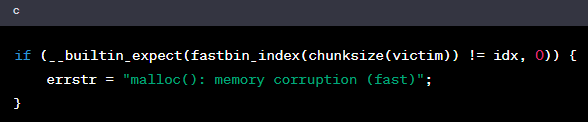 c
if (__builtin_expect(fastbin_index(chunksize(victim)) != idx, 0)) {
    errstr = "malloc(): memory corruption (fast)";
}